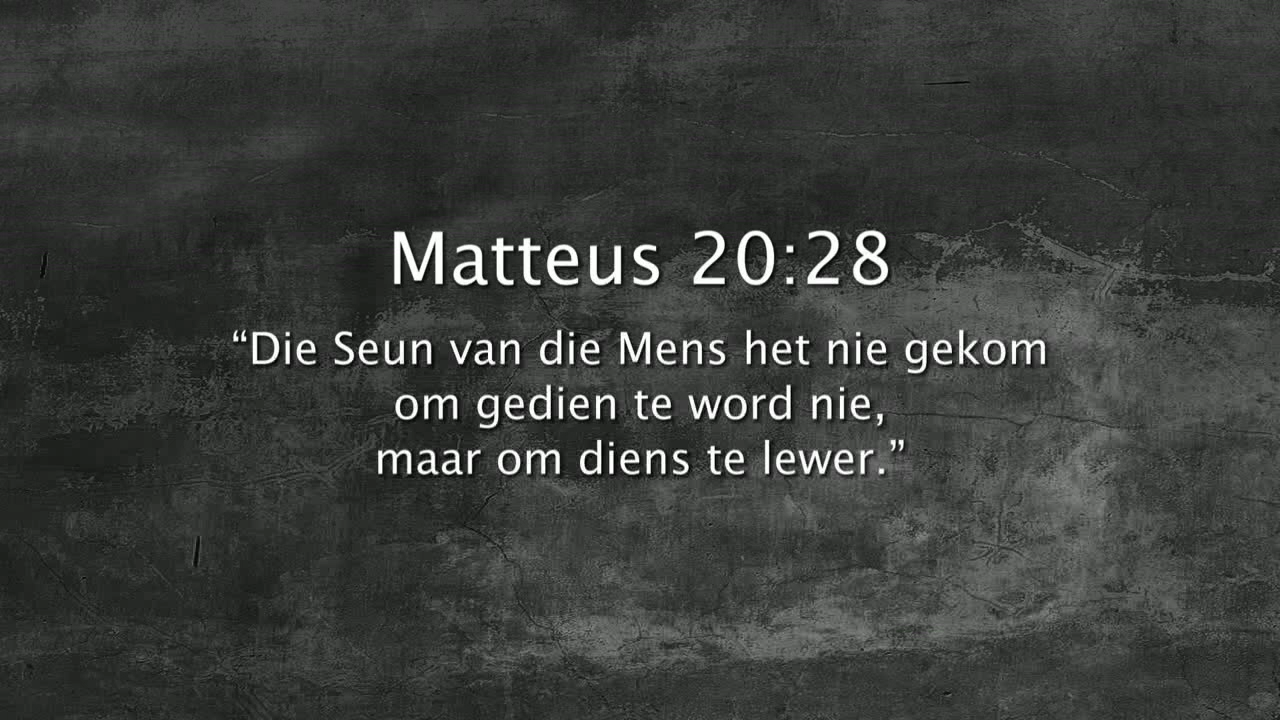 Matteus 20:28
“Die Seun van die Mens het nie gekom
om gedien te word nie,
maar om diens te lewer.”